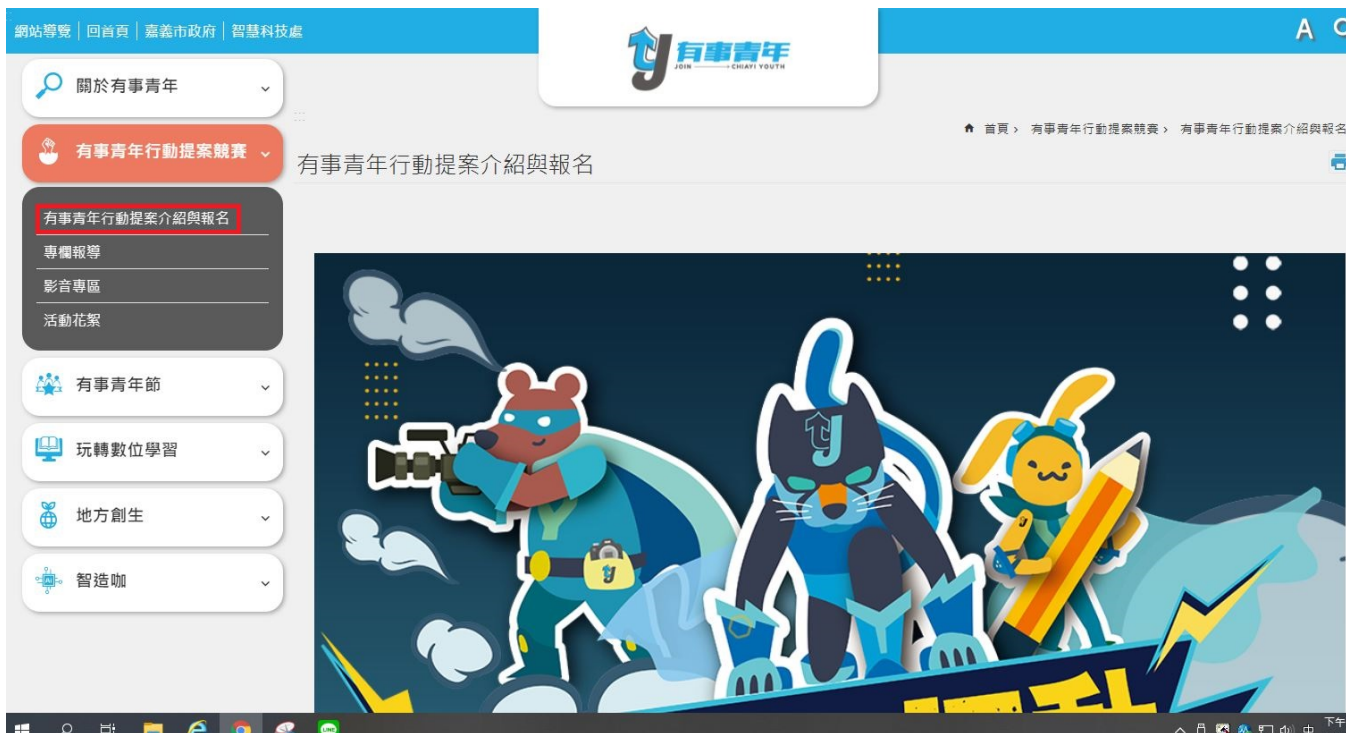 網站導覽 | 回首頁 | 嘉義市政府 | 智慧科技處
有事青年
JOIN CHIAYI YOUTH
A
關於有事青年
有事青年行動提案競賽
有事青年行動提案介紹與報名
專欄報導
影音專區
活動花絮
有事青年節
玩轉數位學習
地方創生
智造咖
首頁 › 有事青年行動提案競賽 › 有事青年行動提案介紹與報名
有事青年行動提案介紹與報名
中
下午